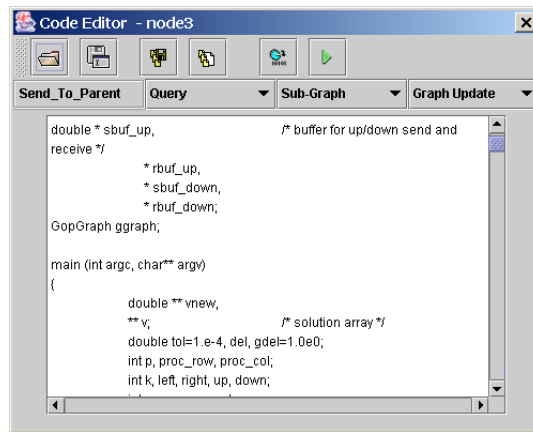 Code Editor - node3
Send_To_Parent Query Sub-Graph Graph Update
double * sbuf_up, /* buffer for up/down send and
receive */
* rbuf_up,
* sbuf_down,
* rbuf_down;
GopGraph ggraph;
main (int argc, char** argv)
{
double ** vnew,
** v; /* solution array */
double tol=1.e-4, del, gdel=1.0e0;
int p, proc_row, proc_col;
int k, left, right, up, down;